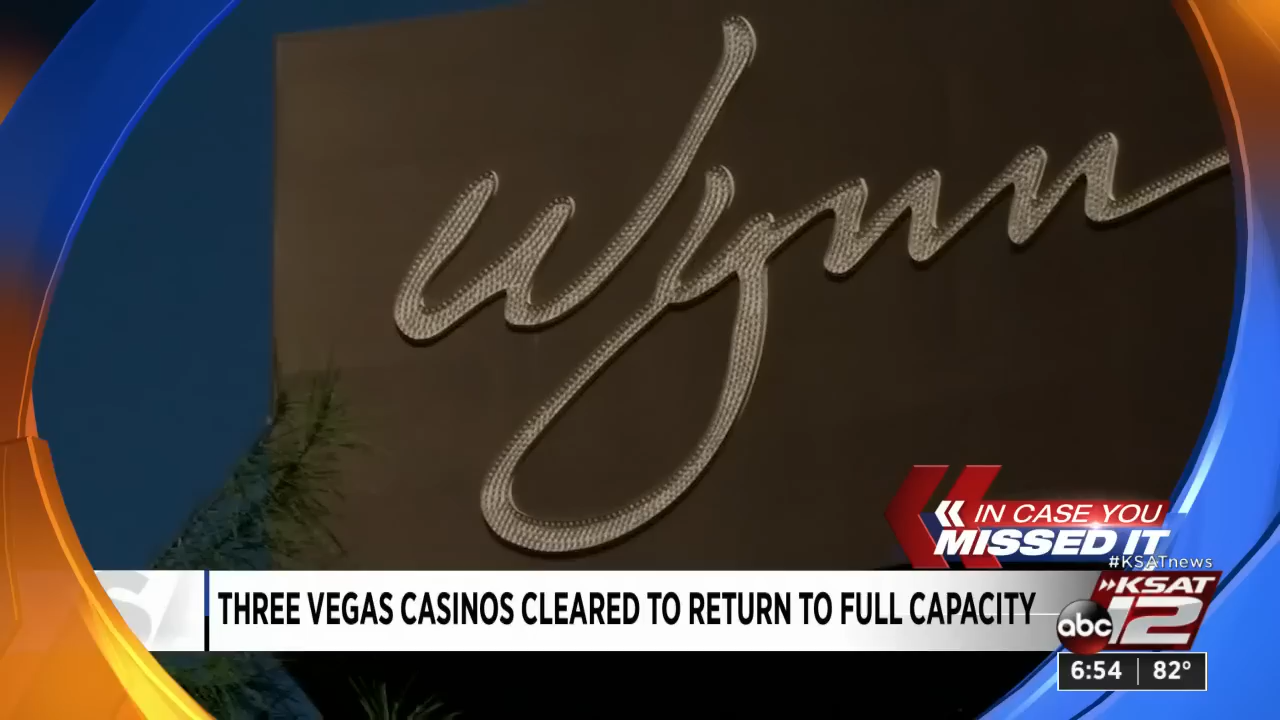 Wynn
« IN CASE YOU
MISSED IT
#KSATnews
THREE VEGAS CASINOS CLEARED TO RETURN TO FULL CAPACITY
»KSAT
abc 12
6:54 | 82°